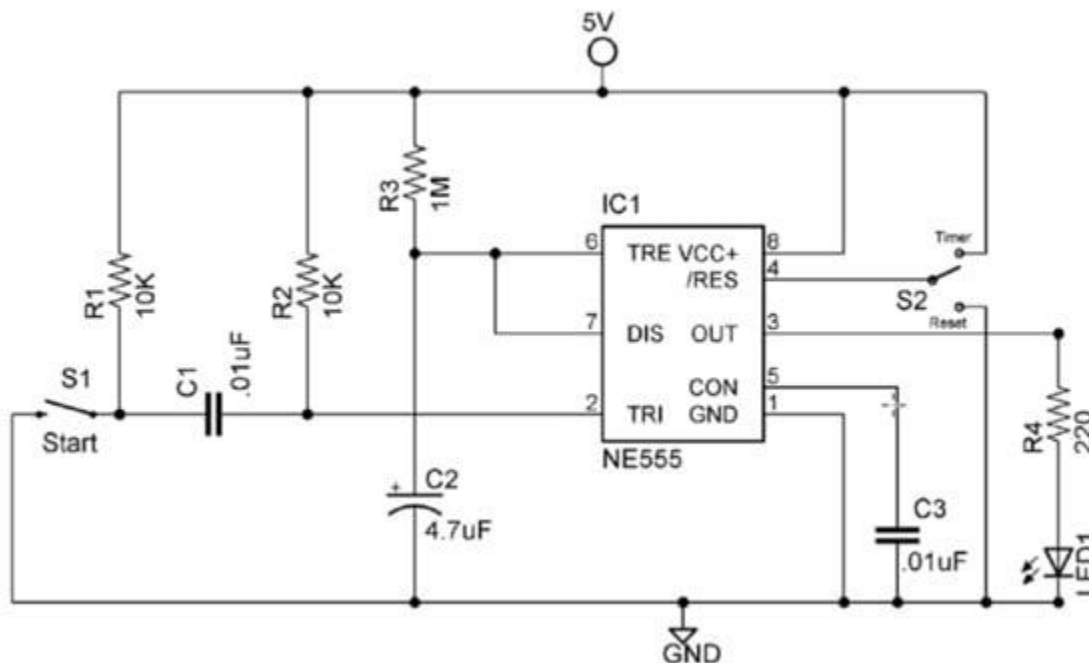 5V
R1
10K
R2
10K
R3
1M
IC1
6
TRE
VCC+
8
/RES
4
Timer
S2
Reset
7
DIS
OUT
3
CON
5
2
TRI
GND
1
NE555
S1
Start
C1
.01uF
C2
+
4.7uF
C3
.01uF
R4
220
LED1
GND